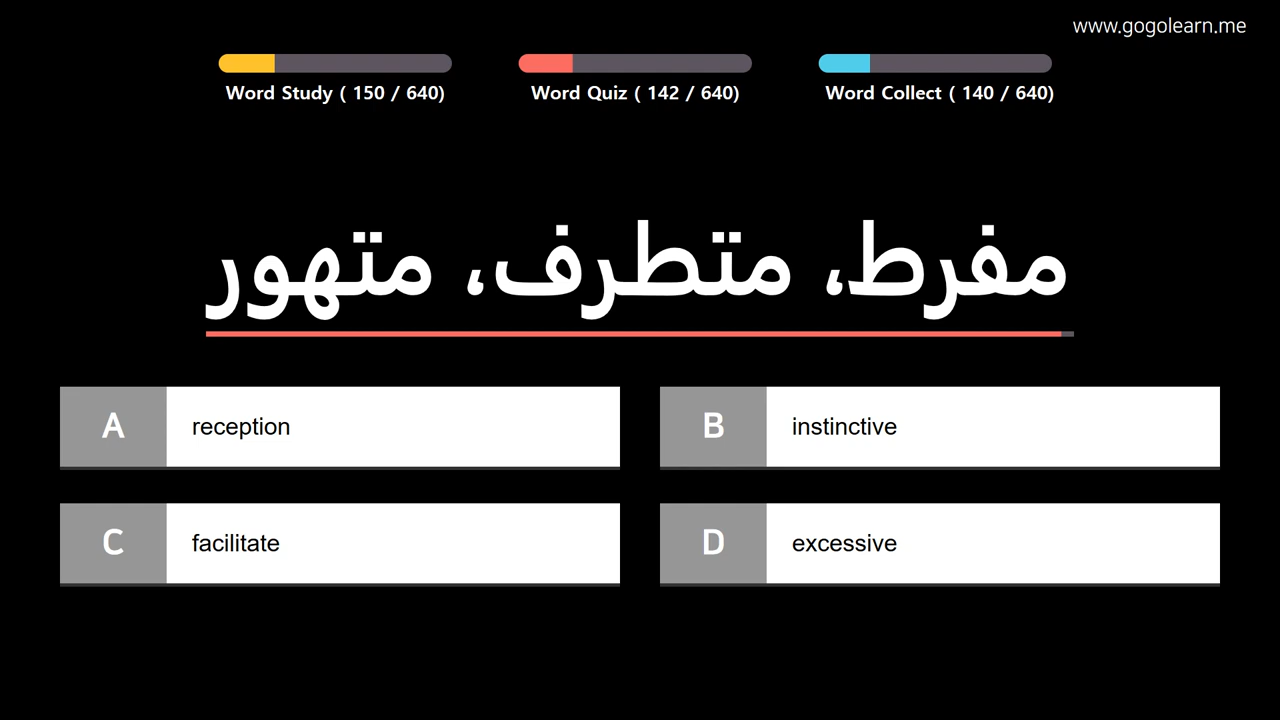 www.gogolearn.me
Word Study ( 150 / 640)
Word Quiz ( 142 / 640)
Word Collect ( 140 / 640)
مفرط، متطرف، متهور
A reception
B instinctive
C facilitate
D excessive